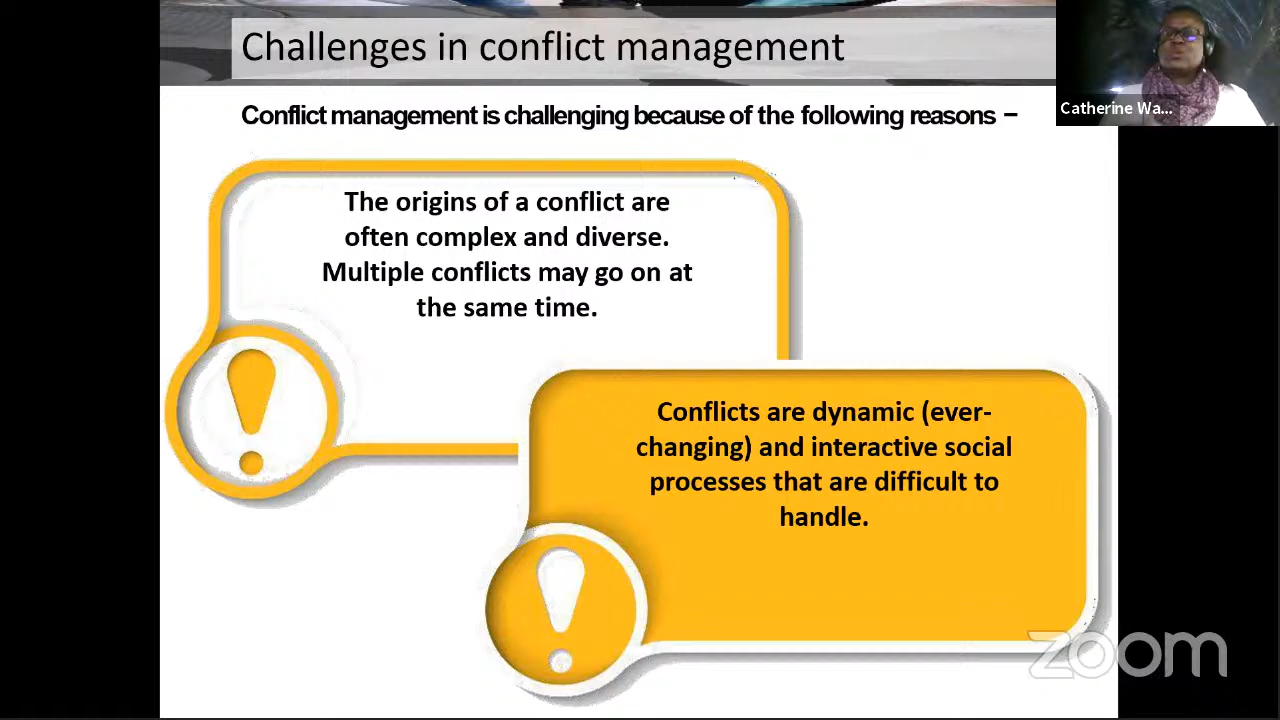 Challenges in conflict management
Catherine Wa...
Conflict management is challenging because of the following reasons –
The origins of a conflict are
often complex and diverse.
Multiple conflicts may go on at
the same time.
Conflicts are dynamic (ever-
changing) and interactive social
processes that are difficult to
handle.
zoom